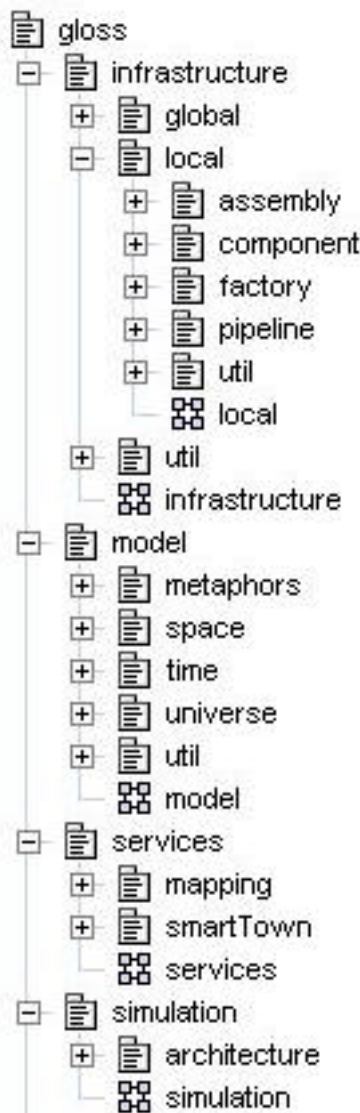 gloss
infrastructure
global
local
assembly
component
factory
pipeline
util
local
util
infrastructure
model
metaphors
space
time
universe
util
model
services
mapping
smartTown
services
simulation
architecture
simulation